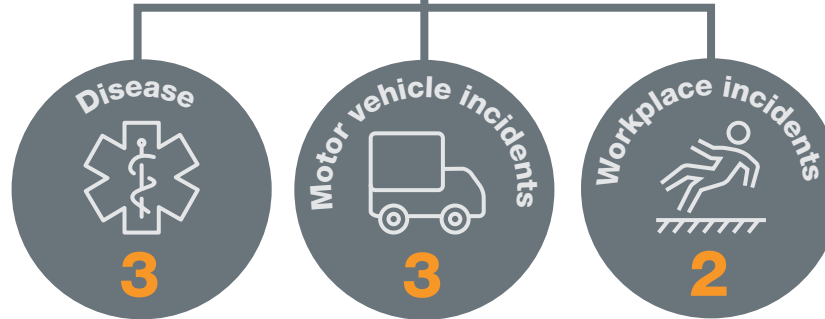 Disease
3
Motor vehicle incidents
3
Workplace incidents
2